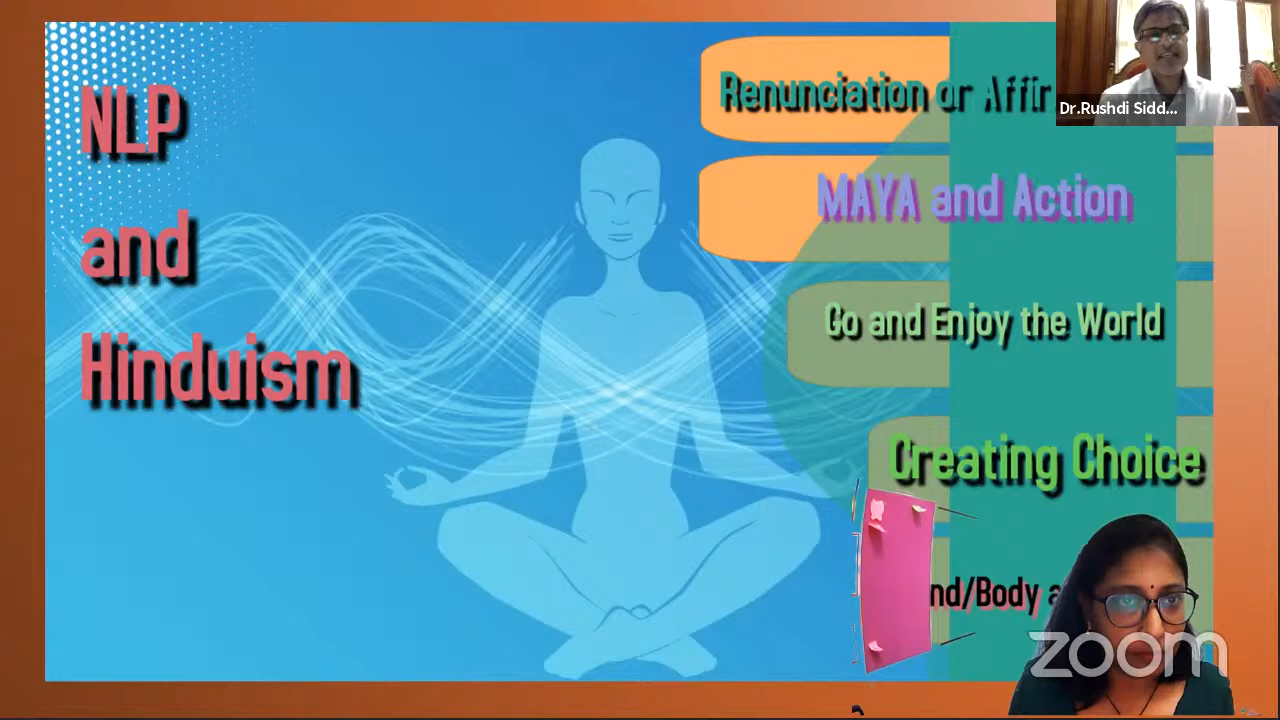 NLP
and
Hinduism
Renunciation or Affir
MAYA and Action
Go and Enjoy the World
Creating Choice
nd/Body a
Dr.Rushdi Sidd...
zoom